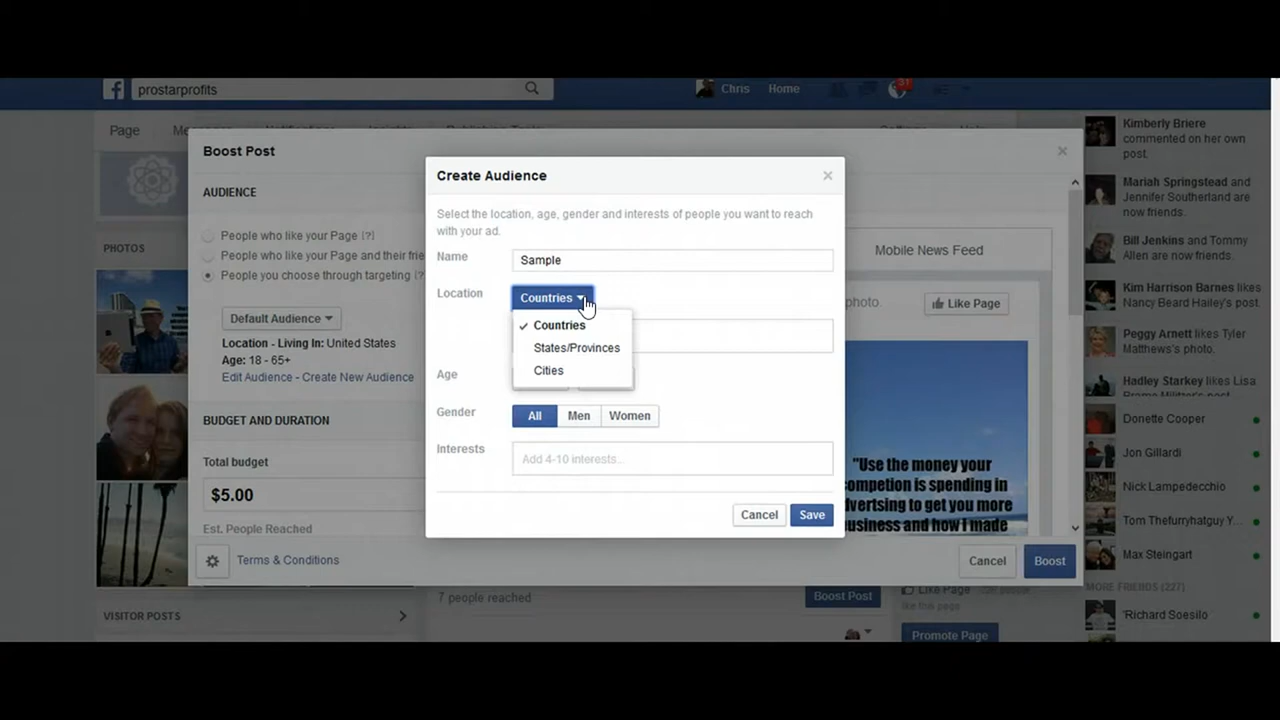 prostarprofits
Chris
Home
31
Page
Settings
Boost Post
AUDIENCE
People who like your Page [?]
People who like your Page and their frie
People you choose through targeting [?
Default Audience
Location - Living In: United States
Age: 18 - 65+
Edit Audience - Create New Audience
BUDGET AND DURATION
Total budget
$5.00
Est. People Reached
Terms & Conditions
Create Audience
Select the location, age, gender and interests of people you want to reach
with your ad.
Name
Sample
Location
Countries
Countries
States/Provinces
Cities
Age
Gender
All
Men
Women
Interests
Add 4-10 interests...
Cancel
Save
Mobile News Feed
photo.
Like Page
"Use the money your
competion is spending in
advertsing to get you more
business and how I made
Cancel
Boost
PHOTOS
VISITOR POSTS
7 people reached
Boost Post
Like Page
like this page
Promote Page
Kimberly Briere
commented on her own
post.
Mariah Springstead and
Jennifer Southerland are
now friends.
Bill Jenkins and Tommy
Allen are now friends.
Kim Harrison Barnes likes
Nancy Beard Hailey's post.
Peggy Arnett likes Tyler
Matthews's photo.
Hadley Starkey likes Lisa
Donette Cooper
Jon Gillardi
Nick Lampedecchio
Tom Thefurryhatguy Y...
Max Steingart
MORE FRIENDS (227)
'Richard Soesilo